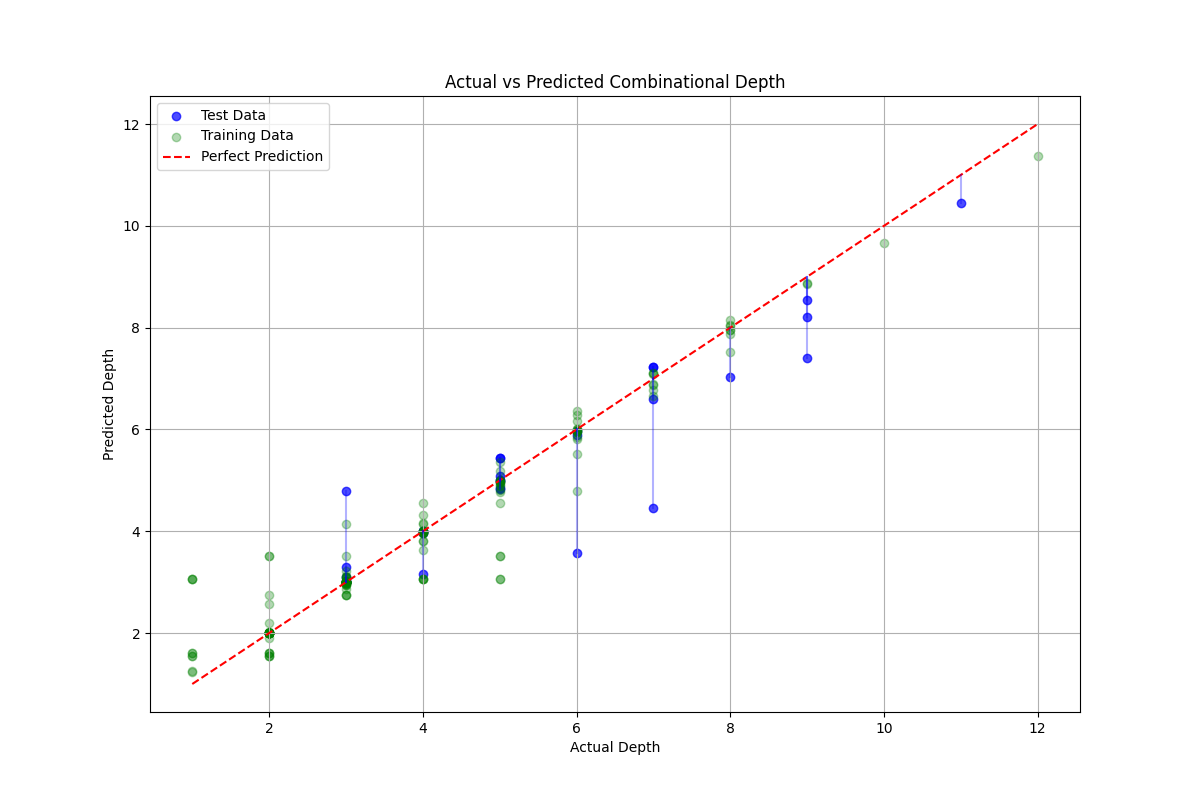 Actual vs Predicted Combinational Depth
Test Data
Training Data
Perfect Prediction
12
10
8
6
4
2
Predicted Depth
2
4
6
8
10
12
Actual Depth